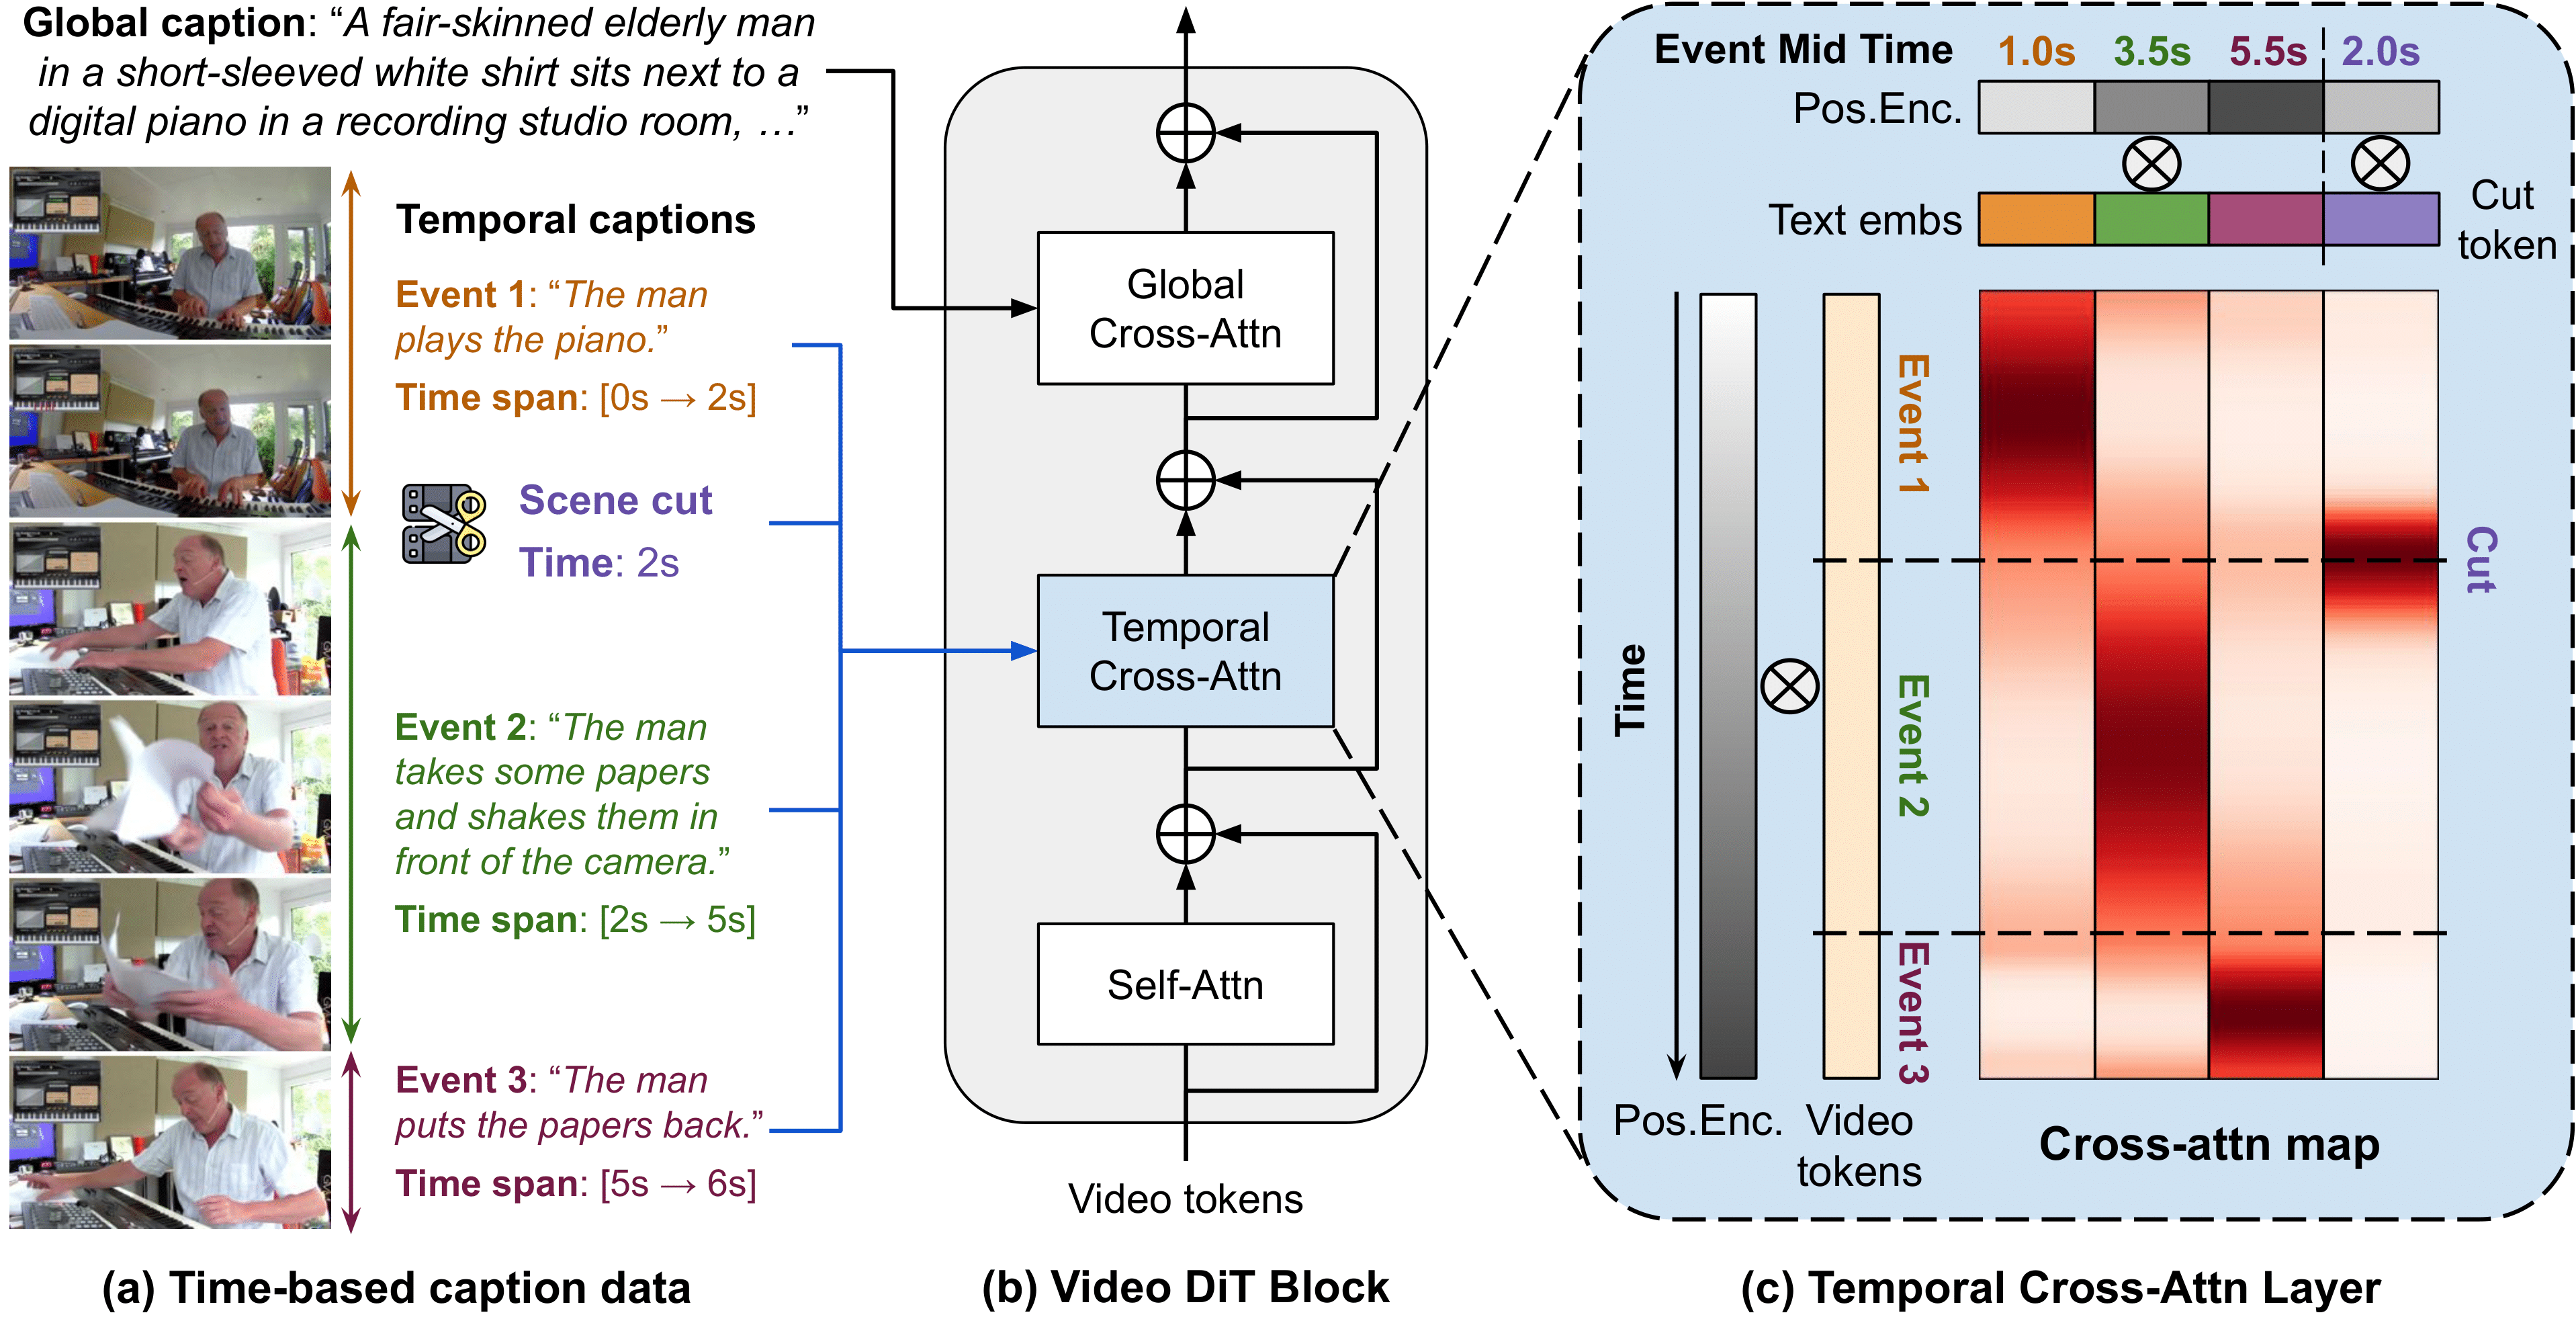 Global caption: “A fair-skinned elderly man
in a short-sleeved white shirt sits next to a
digital piano in a recording studio room, …”
Temporal captions
Event 1: “The man
plays the piano.”
Time span: [0s → 2s]
Scene cut
Time: 2s
Event 2: “The man
takes some papers
and shakes them in
front of the camera.”
Time span: [2s → 5s]
Event 3: “The man
puts the papers back.”
Time span: [5s → 6s]
(a) Time-based caption data
Global
Cross-Attn
Temporal
Cross-Attn
Self-Attn
Video tokens
(b) Video DiT Block
Event Mid Time 1.0s 3.5s 5.5s 2.0s
Pos.Enc.
Text embs
Cut
token
Time
Event 1
Event 2
Event 3
Cut
Pos.Enc.
Video
tokens
Cross-attn map
(c) Temporal Cross-Attn Layer